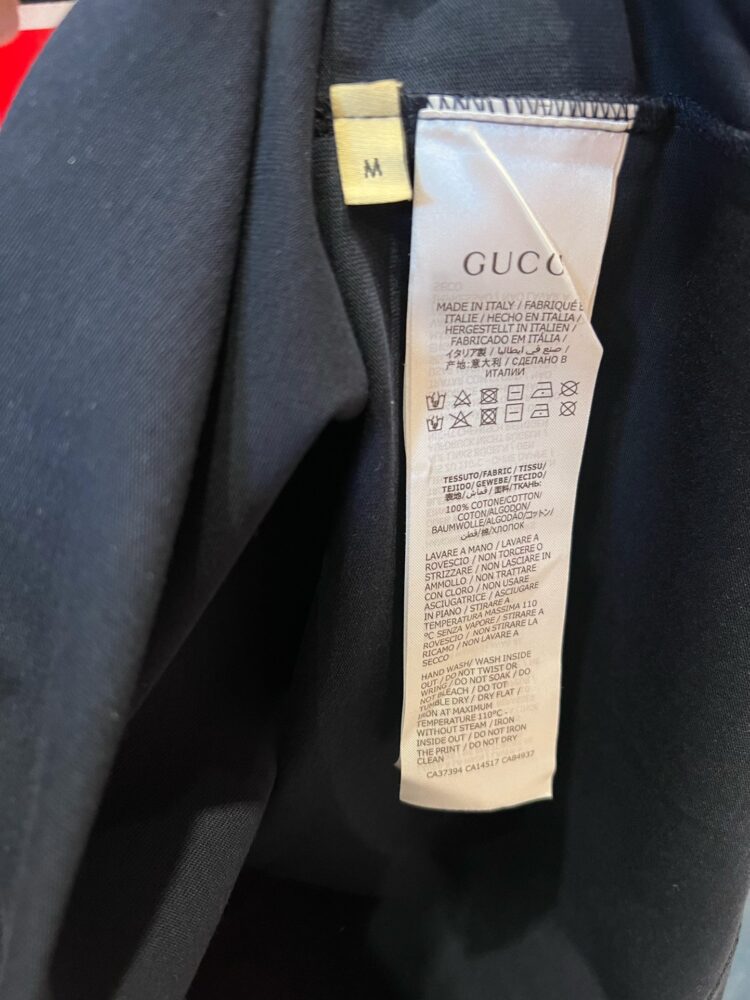 M
GUCC
MADE IN ITALY / FABRIQUÉ E
ITALIE / HECHO EN ITALIA /
HERGESTELLT IN ITALIEN /
FABRICADO EM ITÁLIA /
イタリア製 / صنع في ايطاليا /
产地:意大利 / СДЕЛАНО В
ИТАЛИИ
TESSUTO/FABRIC / TISSU/
TEJIDO/ GEWEBE/ TECIDO/
表地/ قماش/ 面料/ТКАНЬ:
100% COTONE/COTTON/
COTON/ALGODON/
BAUMWOLLE/ALGODÃO/コットン/
قطن/棉/ХЛОПОК
LAVARE A MANO / LAVARE A
ROVESCIO / NON TORCERE O
STRIZZARE / NON LASCIARE IN
AMMOLLO / NON TRATTARE
CON CLORO / NON USARE
ASCIUGATRICE / ASCIUGARE
IN PIANO / STIRARE A
TEMPERATURA MASSIMA 110
°C SENZA VAPORE / STIRARE A
ROVESCIO / NON STIRARE LA
RICAMO / NON LAVARE A
SECCO
HAND WASH/ WASH INSIDE
OUT / DO NOT TWIST OR
WRING / DO NOT SOAK / DO
NOT BLEACH / DO TOT
TUMBLE DRY / DRY FLAT /
IRON AT MAXIMUM
TEMPERATURE 110°C -
WITHOUT STEAM / IRON
INSIDE OUT / DO NOT IRON
THE PRINT / DO NOT DRY
CLEAN
CA37394 CA14517 CA84937